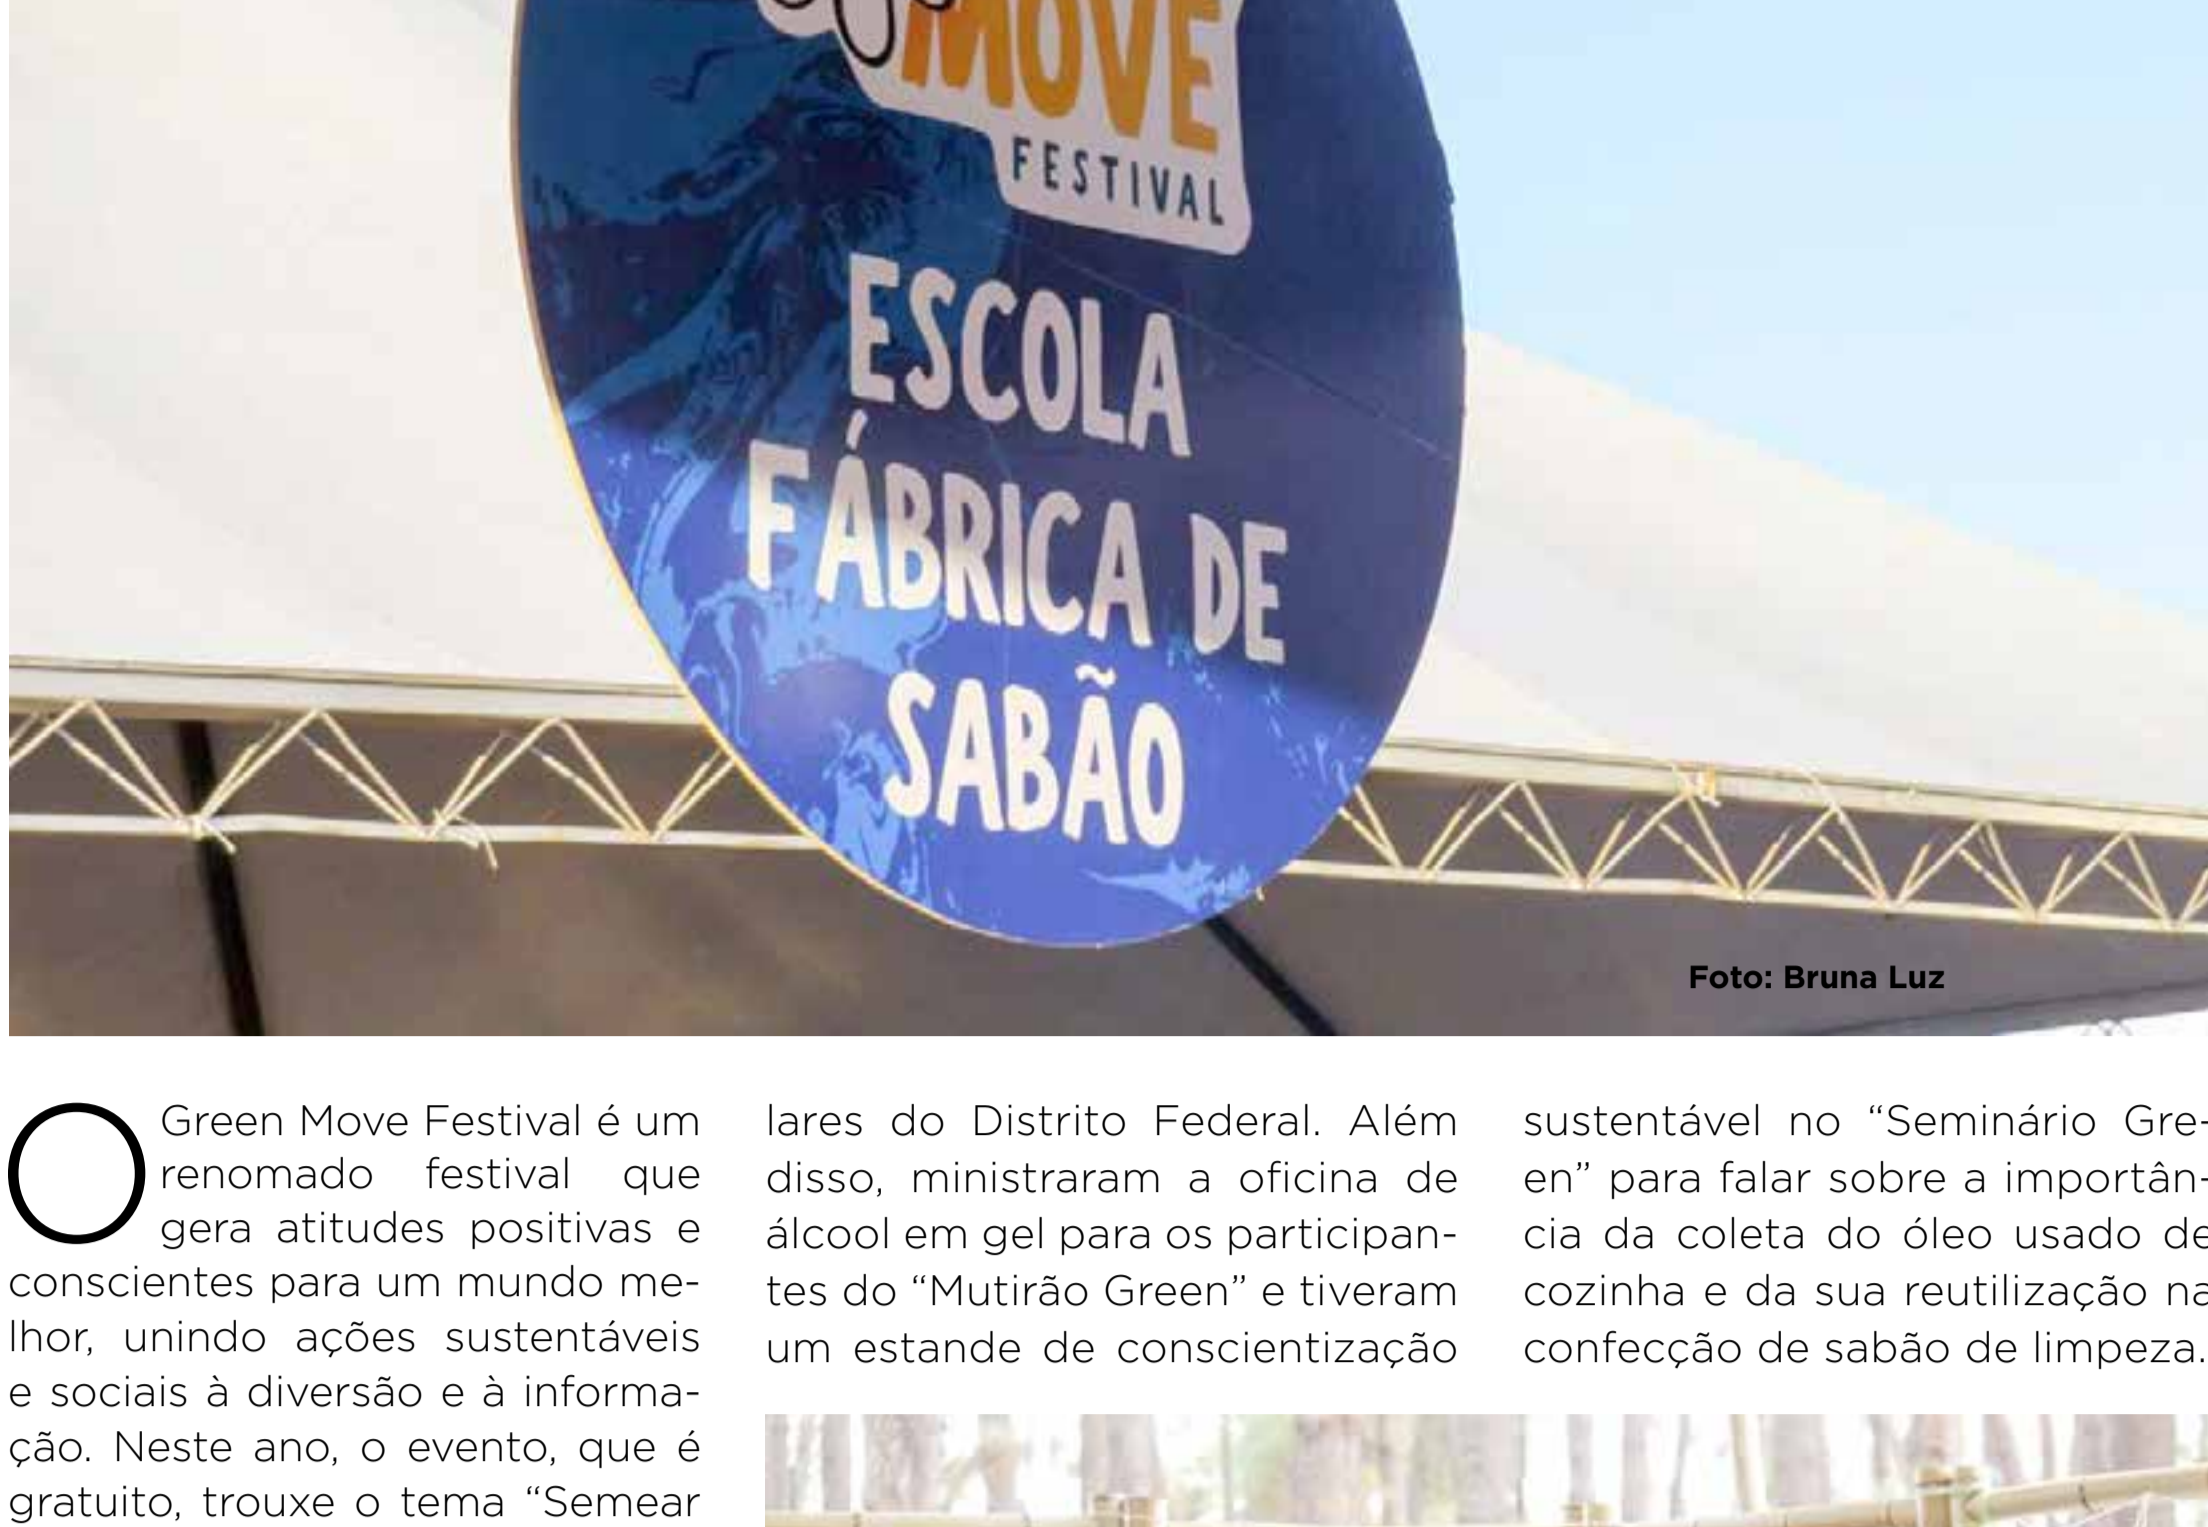 MOVE
FESTIVAL
ESCOLA
FÁBRICA DE
SABÃO
Foto: Bruna Luz
O Green Move Festival é um
renomado festival que
gera atitudes positivas e
conscientes para um mundo me-
lhor, unindo ações sustentáveis
e sociais à diversão e à informa-
ção. Neste ano, o evento, que é
gratuito, trouxe o tema “Semear
lares do Distrito Federal. Além
disso, ministraram a oficina de
álcool em gel para os participan-
tes do “Mutirão Green” e tiveram
um estande de conscientização
sustentável no “Seminário Gre-
en” para falar sobre a importân-
cia da coleta do óleo usado de
cozinha e da sua reutilização na
confecção de sabão de limpeza.